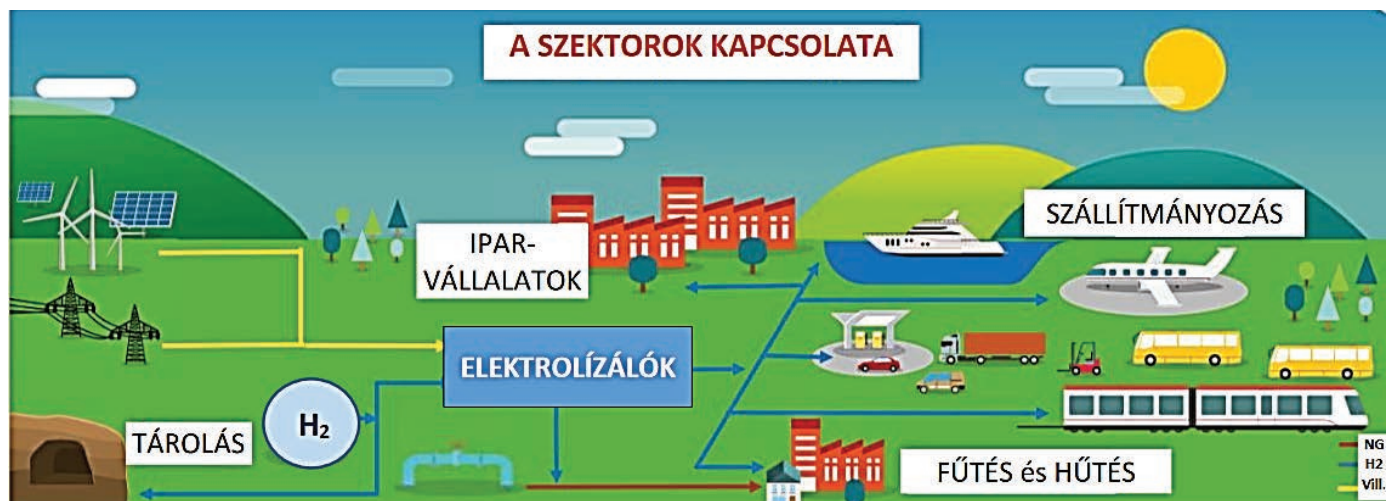 A SZEKTOROK KAPCSOLATA
SZÁLLÍTMÁNYOZÁS
IPAR-
VÁLLALATOK
ELEKTROLÍZÁLÓK
H₂
TÁROLÁS
FŰTÉS és HŰTÉS
NG
H2
Vill.